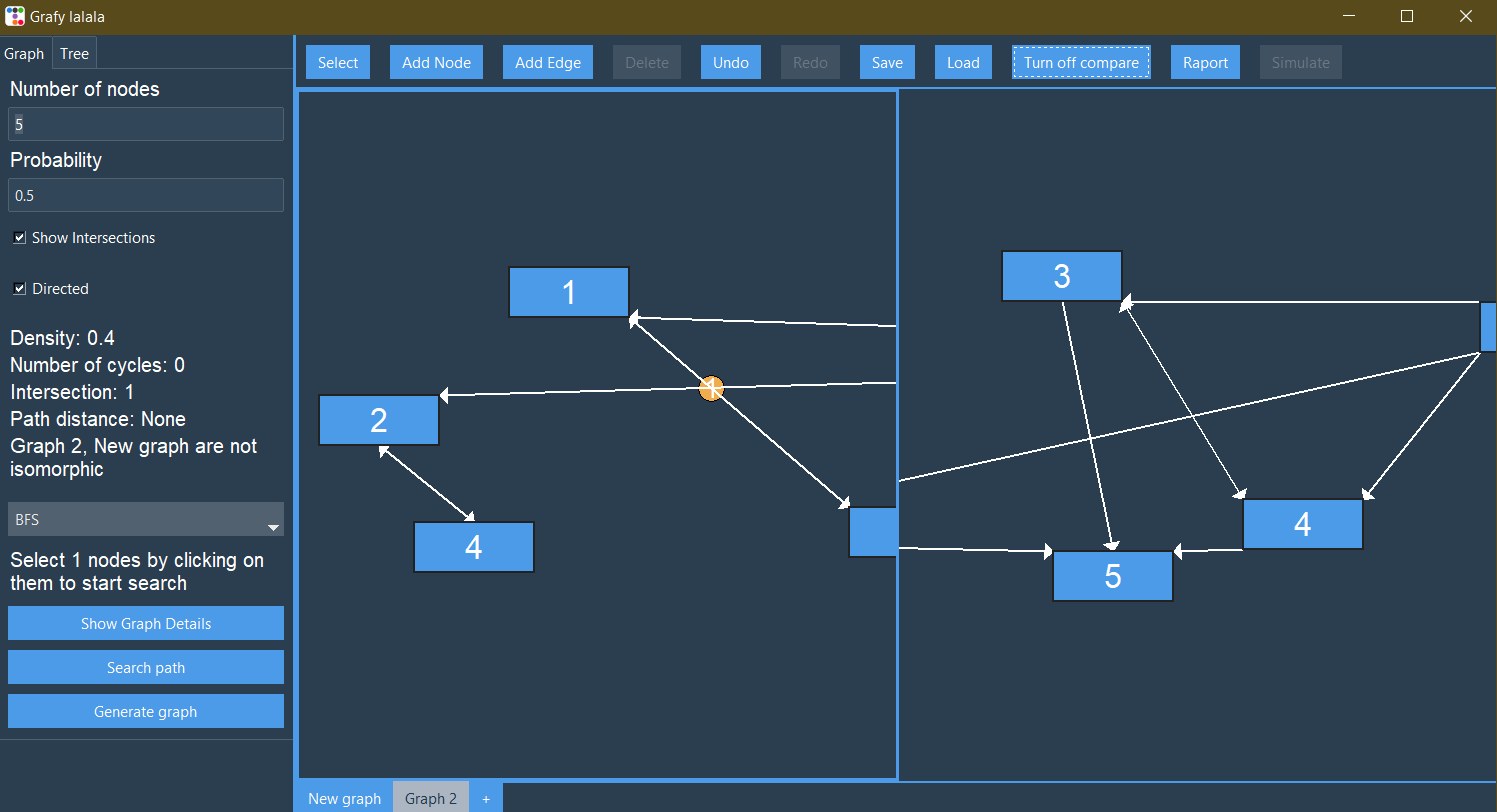 Grafy lalala
Graph Tree
Select Add Node Add Edge Delete Undo Redo Save Load Turn off compare Raport Simulate
Number of nodes
5
Probability
0.5
Show Intersections
Directed
Density: 0.4
Number of cycles: 0
Intersection: 1
Path distance: None
Graph 2, New graph are not
isomorphic
BFS
Select 1 nodes by clicking on
them to start search
Show Graph Details
Search path
Generate graph
1
1
2
4
3
4
5
New graph Graph 2 +